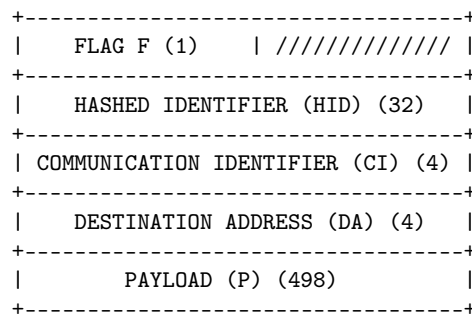 +----------------------------------+
| FLAG F (1) | ////////////// |
+----------------------------------+
| HASHED IDENTIFIER (HID) (32) |
+----------------------------------+
| COMMUNICATION IDENTIFIER (CI) (4) |
+----------------------------------+
| DESTINATION ADDRESS (DA) (4) |
+----------------------------------+
| PAYLOAD (P) (498) |
+----------------------------------+